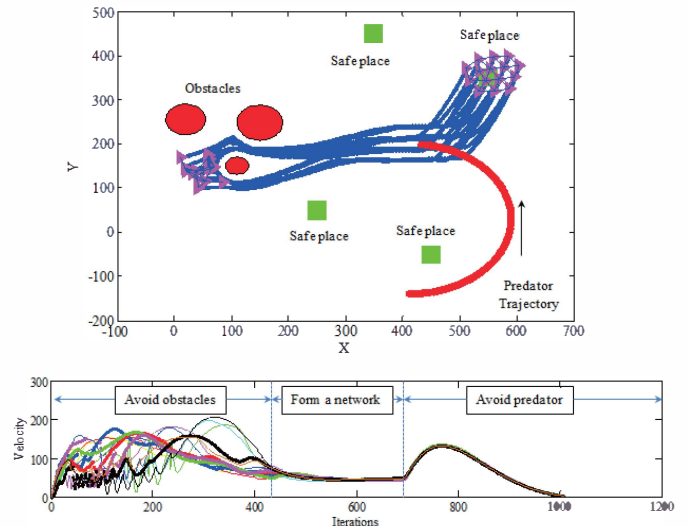 500
400
300
200
100
0
-100
-200
Y
Safe place
Safe place
Obstacles
Safe place
Safe place
Predator
Trajectory
-100 0 100 200 300 400 500 600 700
X
300
200
100
0
Velocity
Avoid obstacles
Form a network
Avoid predator
0 200 400 600 800 1000 1200
Iterations